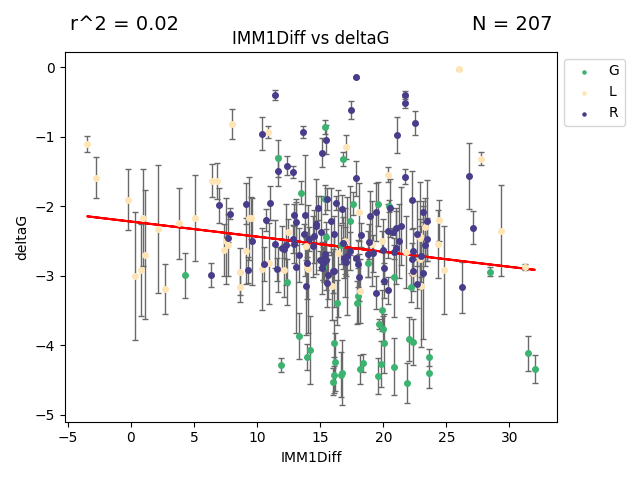 r^2 = 0.02
N = 207
IMM1Diff vs deltaG
G
L
R
0
−1
−2
−3
−4
−5
deltaG
−5 0 5 10 15 20 25 30
IMM1Diff